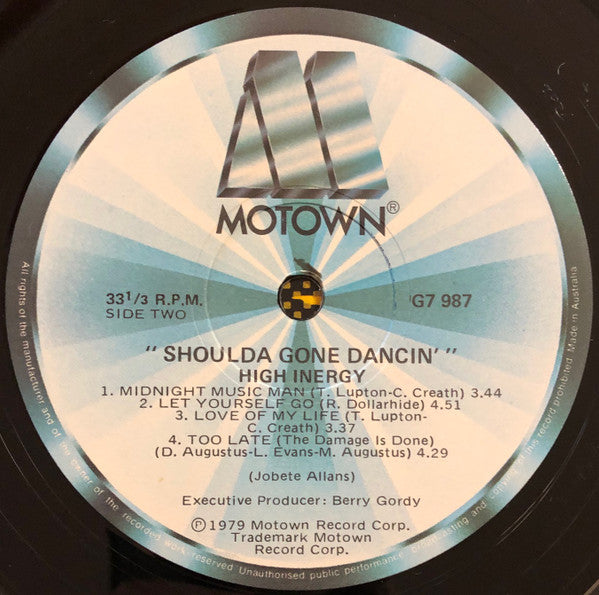 MOTOWN®
33 1/3 R.P.M.
SIDE TWO
G7 987
"SHOULDA GONE DANCIN'"
HIGH INERGY
1. MIDNIGHT MUSIC MAN (T. Lupton-C. Creath) 3.44
2. LET YOURSELF GO (R. Dollarhide) 4.51
3. LOVE OF MY LIFE (T. Lupton-
C. Creath) 3.37
4. TOO LATE (The Damage is Done)
(D. Augustus-L. Evans-M. Augustus) 4.29
(Jobete Allans)
Executive Producer: Berry Gordy
℗1979 Motown Record Corp.
Trademark Motown
Record Corp.
All rights of the manufacturer and of the owner of the recorded work reserved Unauthorised public performance broadcasting and copying of this record prohibited Made in Australia